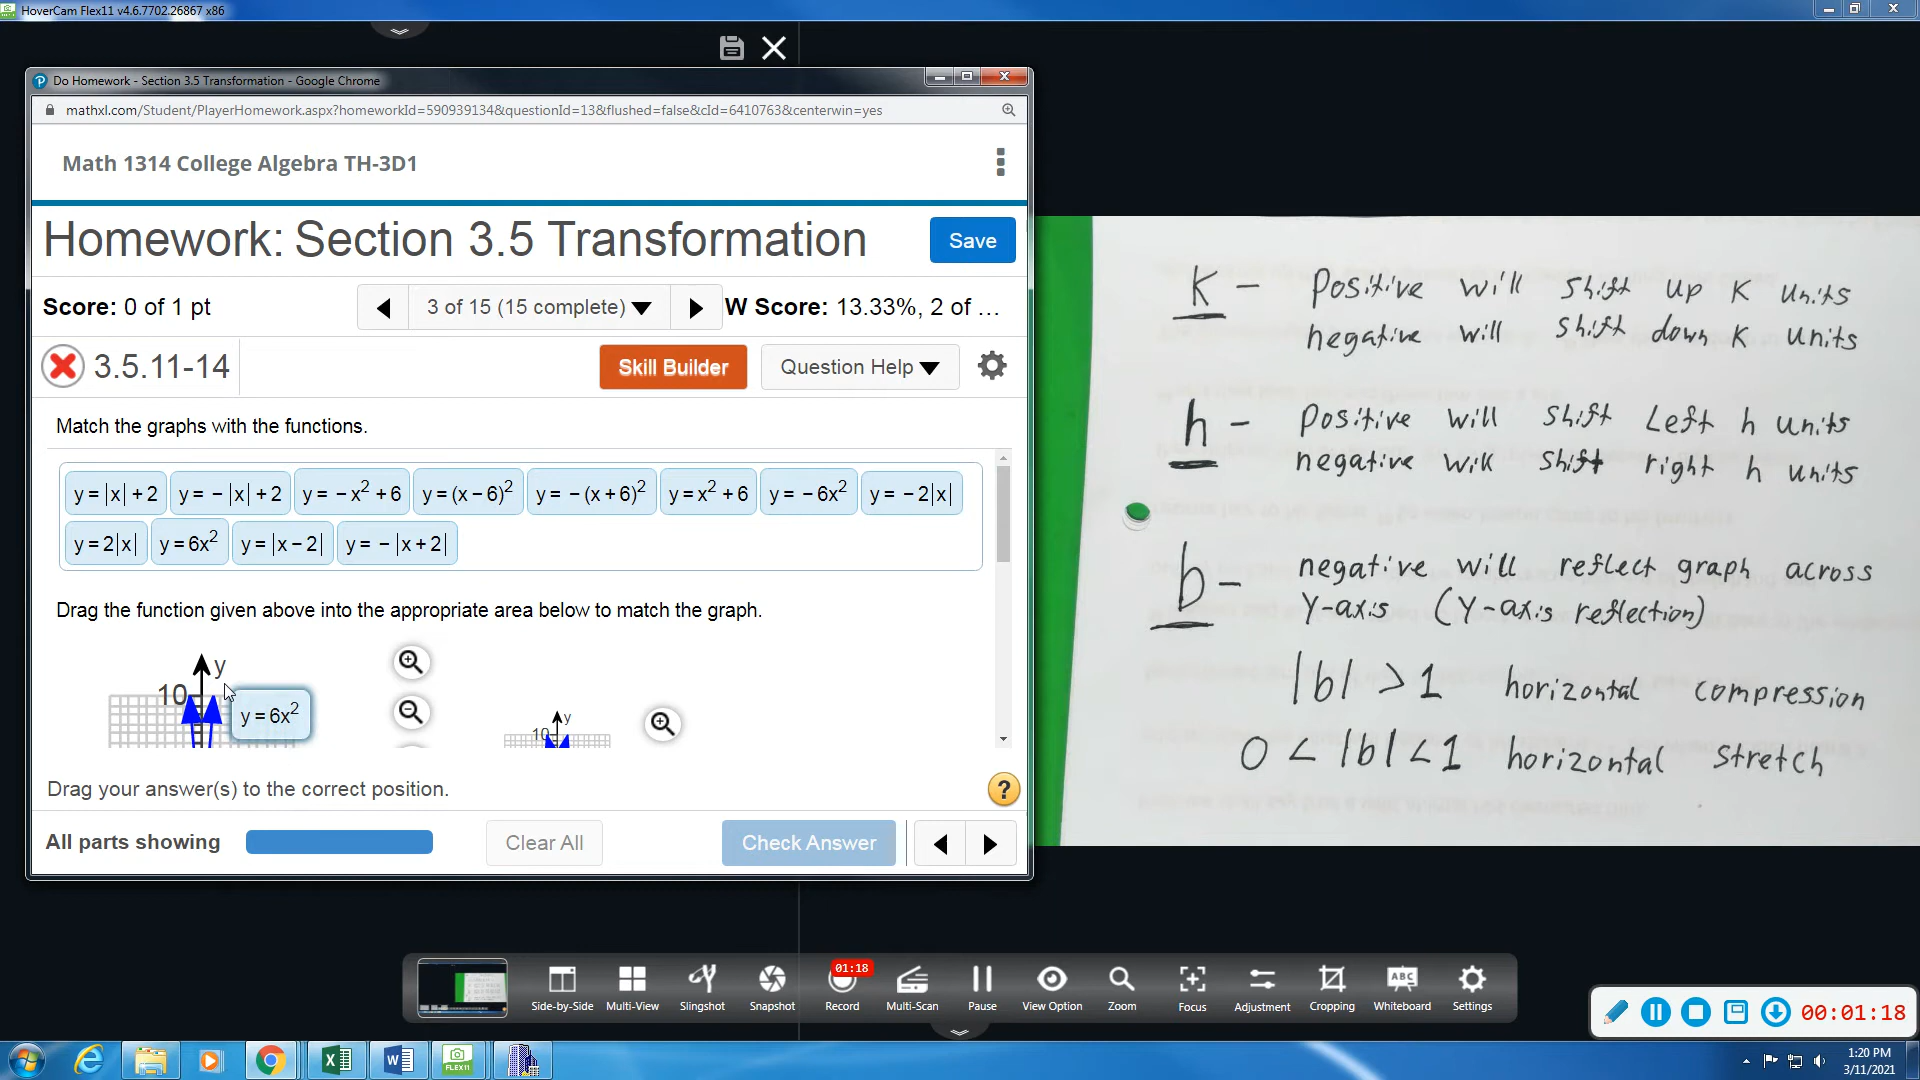 HoverCam Flex11 v4.6.7702.26867 x86
Do Homework - Section 3.5 Transformation - Google Chrome
mathxl.com/Student/PlayerHomework.aspx?homeworkId=590939134&questionId=13&flushed=false&cId=6410763&centerwin=yes
Math 1314 College Algebra TH-3D1
Homework: Section 3.5 Transformation
Save
Score: 0 of 1 pt
3 of 15 (15 complete)
W Score: 13.33%, 2 of ...
3.5.11-14
Skill Builder
Question Help
Match the graphs with the functions.
y=|x|+2 y=-|x|+2 y=-x²+6 y=(x-6)² y=-(x+6)² y=x²+6 y=-6x² y=-2|x|
y=2|x| y=6x² y=|x-2| y=-|x+2|
Drag the function given above into the appropriate area below to match the graph.
y
10
y=6x²
y
10
Drag your answer(s) to the correct position.
?
All parts showing
Clear All
Check Answer
K - Positive will shift up K units
negative will shift down K units
h - Positive will shift Left h units
negative will shift right h units
b - negative will reflect graph across
Y-axis (Y-axis reflection)
|b| > 1 horizontal compression
0 < |b| < 1 horizontal stretch
Side-by-Side
Multi-View
Slingshot
Snapshot
01:18
Record
Multi-Scan
Pause
View Option
Zoom
Focus
Adjustment
Cropping
ABC
Whiteboard
Settings
00:01:18
FLEX11
1:20 PM
3/11/2021